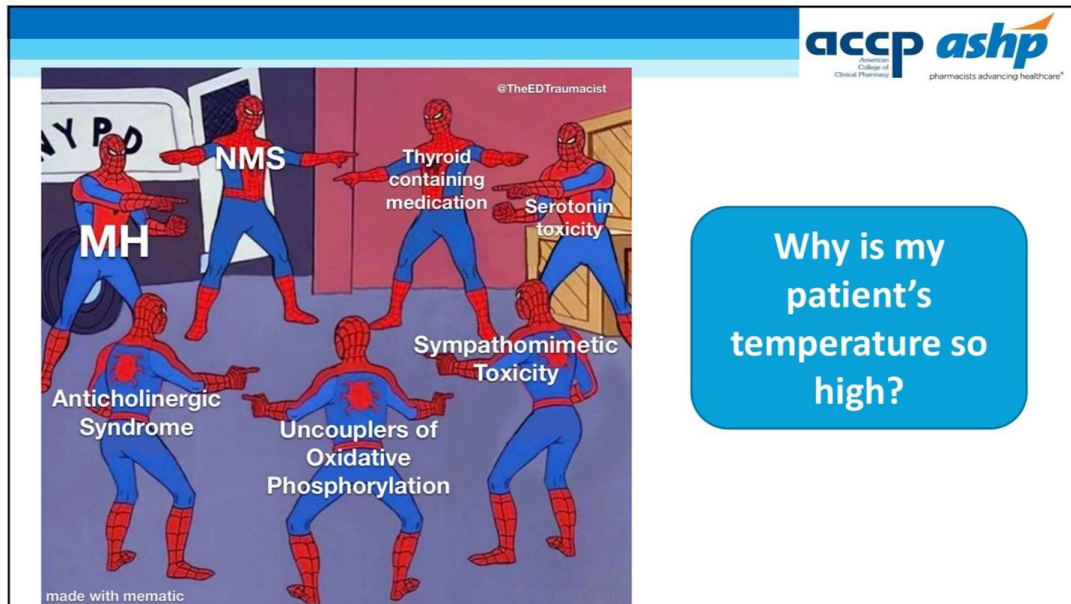 accp
American
College of
Clinical Pharmacy
ashp
pharmacists advancing healthcare®
@TheEDTraumacist
NYPD
NMS
Thyroid
containing
medication
Serotonin
toxicity
MH
Why is my
patient's
temperature so
high?
Sympathomimetic
Toxicity
Anticholinergic
Syndrome
Uncouplers of
Oxidative
Phosphorylation
made with mematic